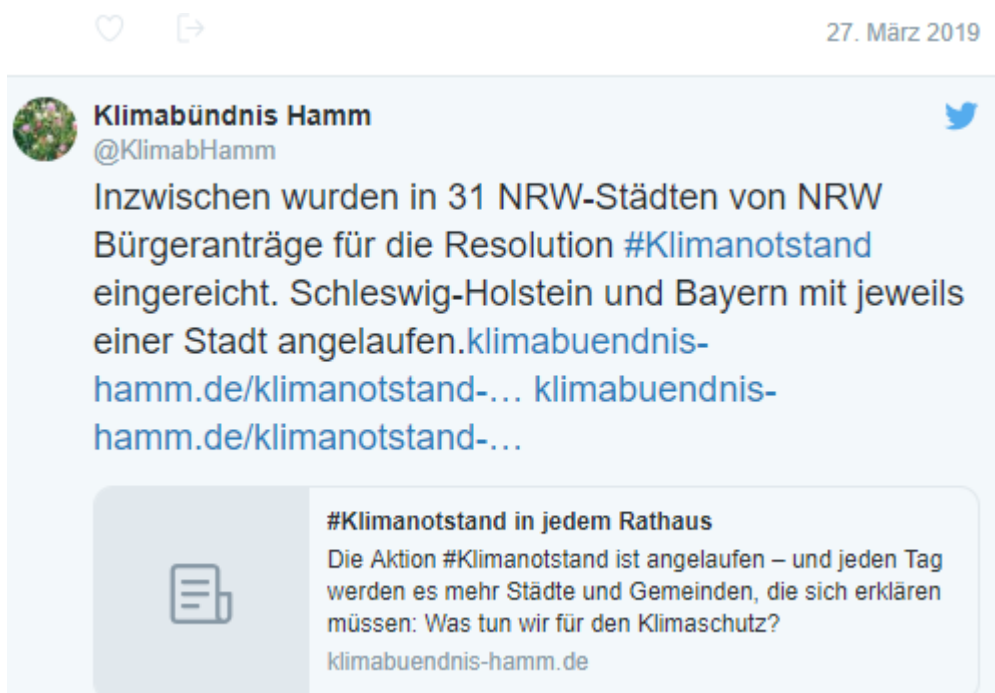 27. März 2019
Klimabündnis Hamm
@KlimabHamm
Inzwischen wurden in 31 NRW-Städten von NRW
Bürgeranträge für die Resolution #Klimanotstand
eingereicht. Schleswig-Holstein und Bayern mit jeweils
einer Stadt angelaufen.klimabuendnis-
hamm.de/klimanotstand-… klimabuendnis-
hamm.de/klimanotstand-…
#Klimanotstand in jedem Rathaus
Die Aktion #Klimanotstand ist angelaufen – und jeden Tag
werden es mehr Städte und Gemeinden, die sich erklären
müssen: Was tun wir für den Klimaschutz?
klimabuendnis-hamm.de